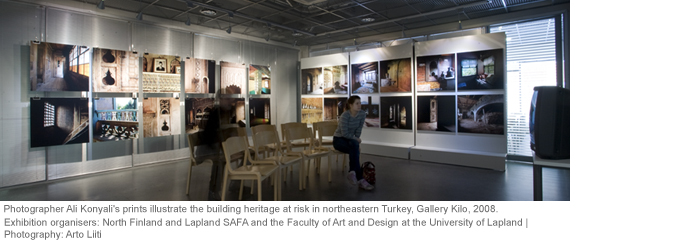 Photographer Ali Konyali's prints illustrate the building heritage at risk in northeastern Turkey, Gallery Kilo, 2008.
Exhibition organisers: North Finland and Lapland SAFA and the Faculty of Art and Design at the University of Lapland |
Photography: Arto Liiti